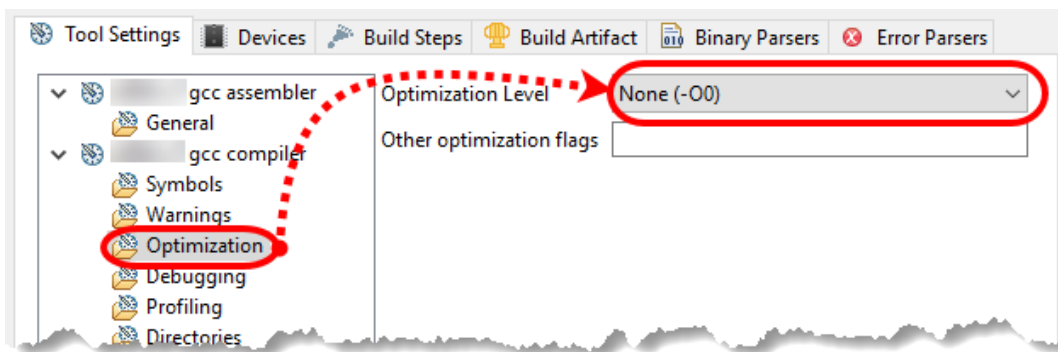 Tool Settings Devices Build Steps Build Artifact Binary Parsers Error Parsers
gcc assembler
General
gcc compiler
Symbols
Warnings
Optimization
Debugging
Profiling
Directories
Optimization Level None (-O0)
Other optimization flags